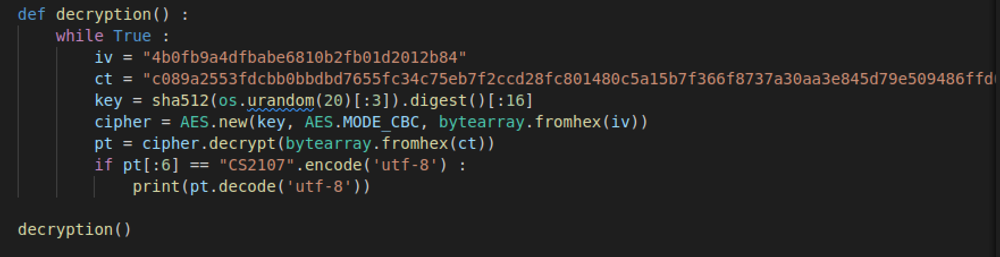 def decryption() :
while True :
iv = "4b0fb9a4dfbabe6810b2fb01d2012b84"
ct = "c089a2553fdcbb0bbdbd7655fc34c75eb7f2ccd28fc801480c5a15b7f366f8737a30aa3e845d79e509486ffd
key = sha512(os.urandom(20)[:3]).digest()[:16]
cipher = AES.new(key, AES.MODE_CBC, bytearray.fromhex(iv))
pt = cipher.decrypt(bytearray.fromhex(ct))
if pt[:6] == "CS2107".encode('utf-8') :
print(pt.decode('utf-8'))
decryption()